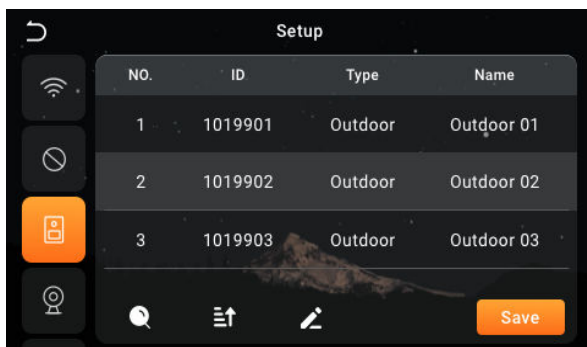 Setup
NO. ID Type Name
1 1019901 Outdoor Outdoor 01
2 1019902 Outdoor Outdoor 02
3 1019903 Outdoor Outdoor 03
Save